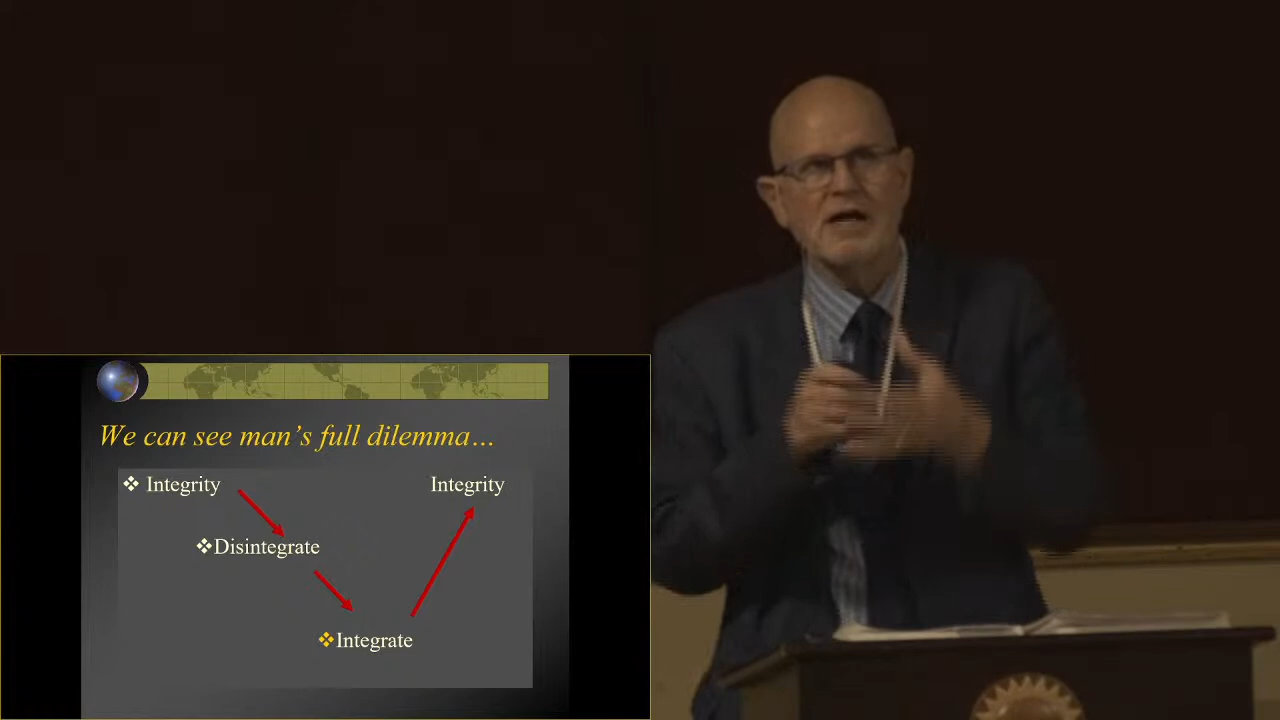 We can see man's full dilemma…
❖ Integrity Integrity
❖Disintegrate
❖Integrate